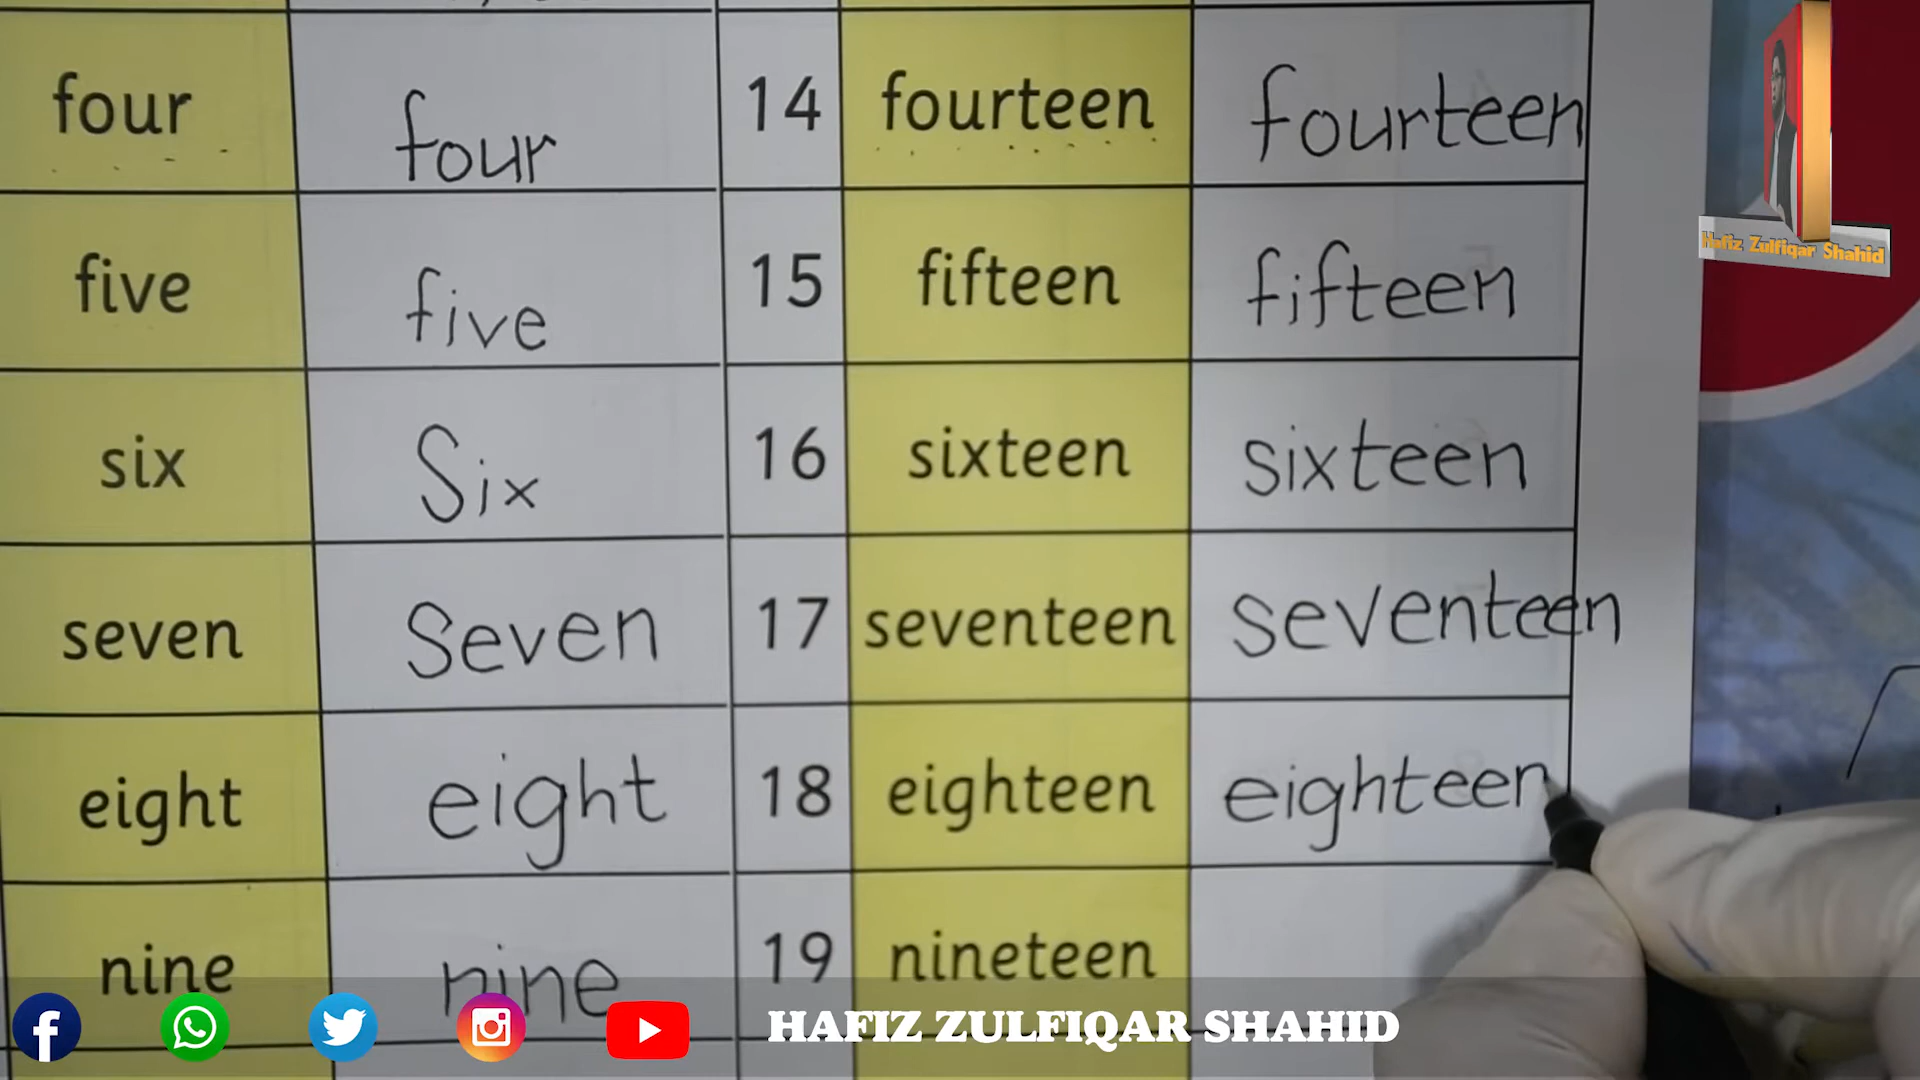 four four 14 fourteen fourteen
five five 15 fifteen fifteen
six Six 16 sixteen sixteen
seven Seven 17 seventeen seventeen
eight eight 18 eighteen eighteen
nine nine 19 nineteen
Hafiz Zulfiqar Shahid
HAFIZ ZULFIQAR SHAHID